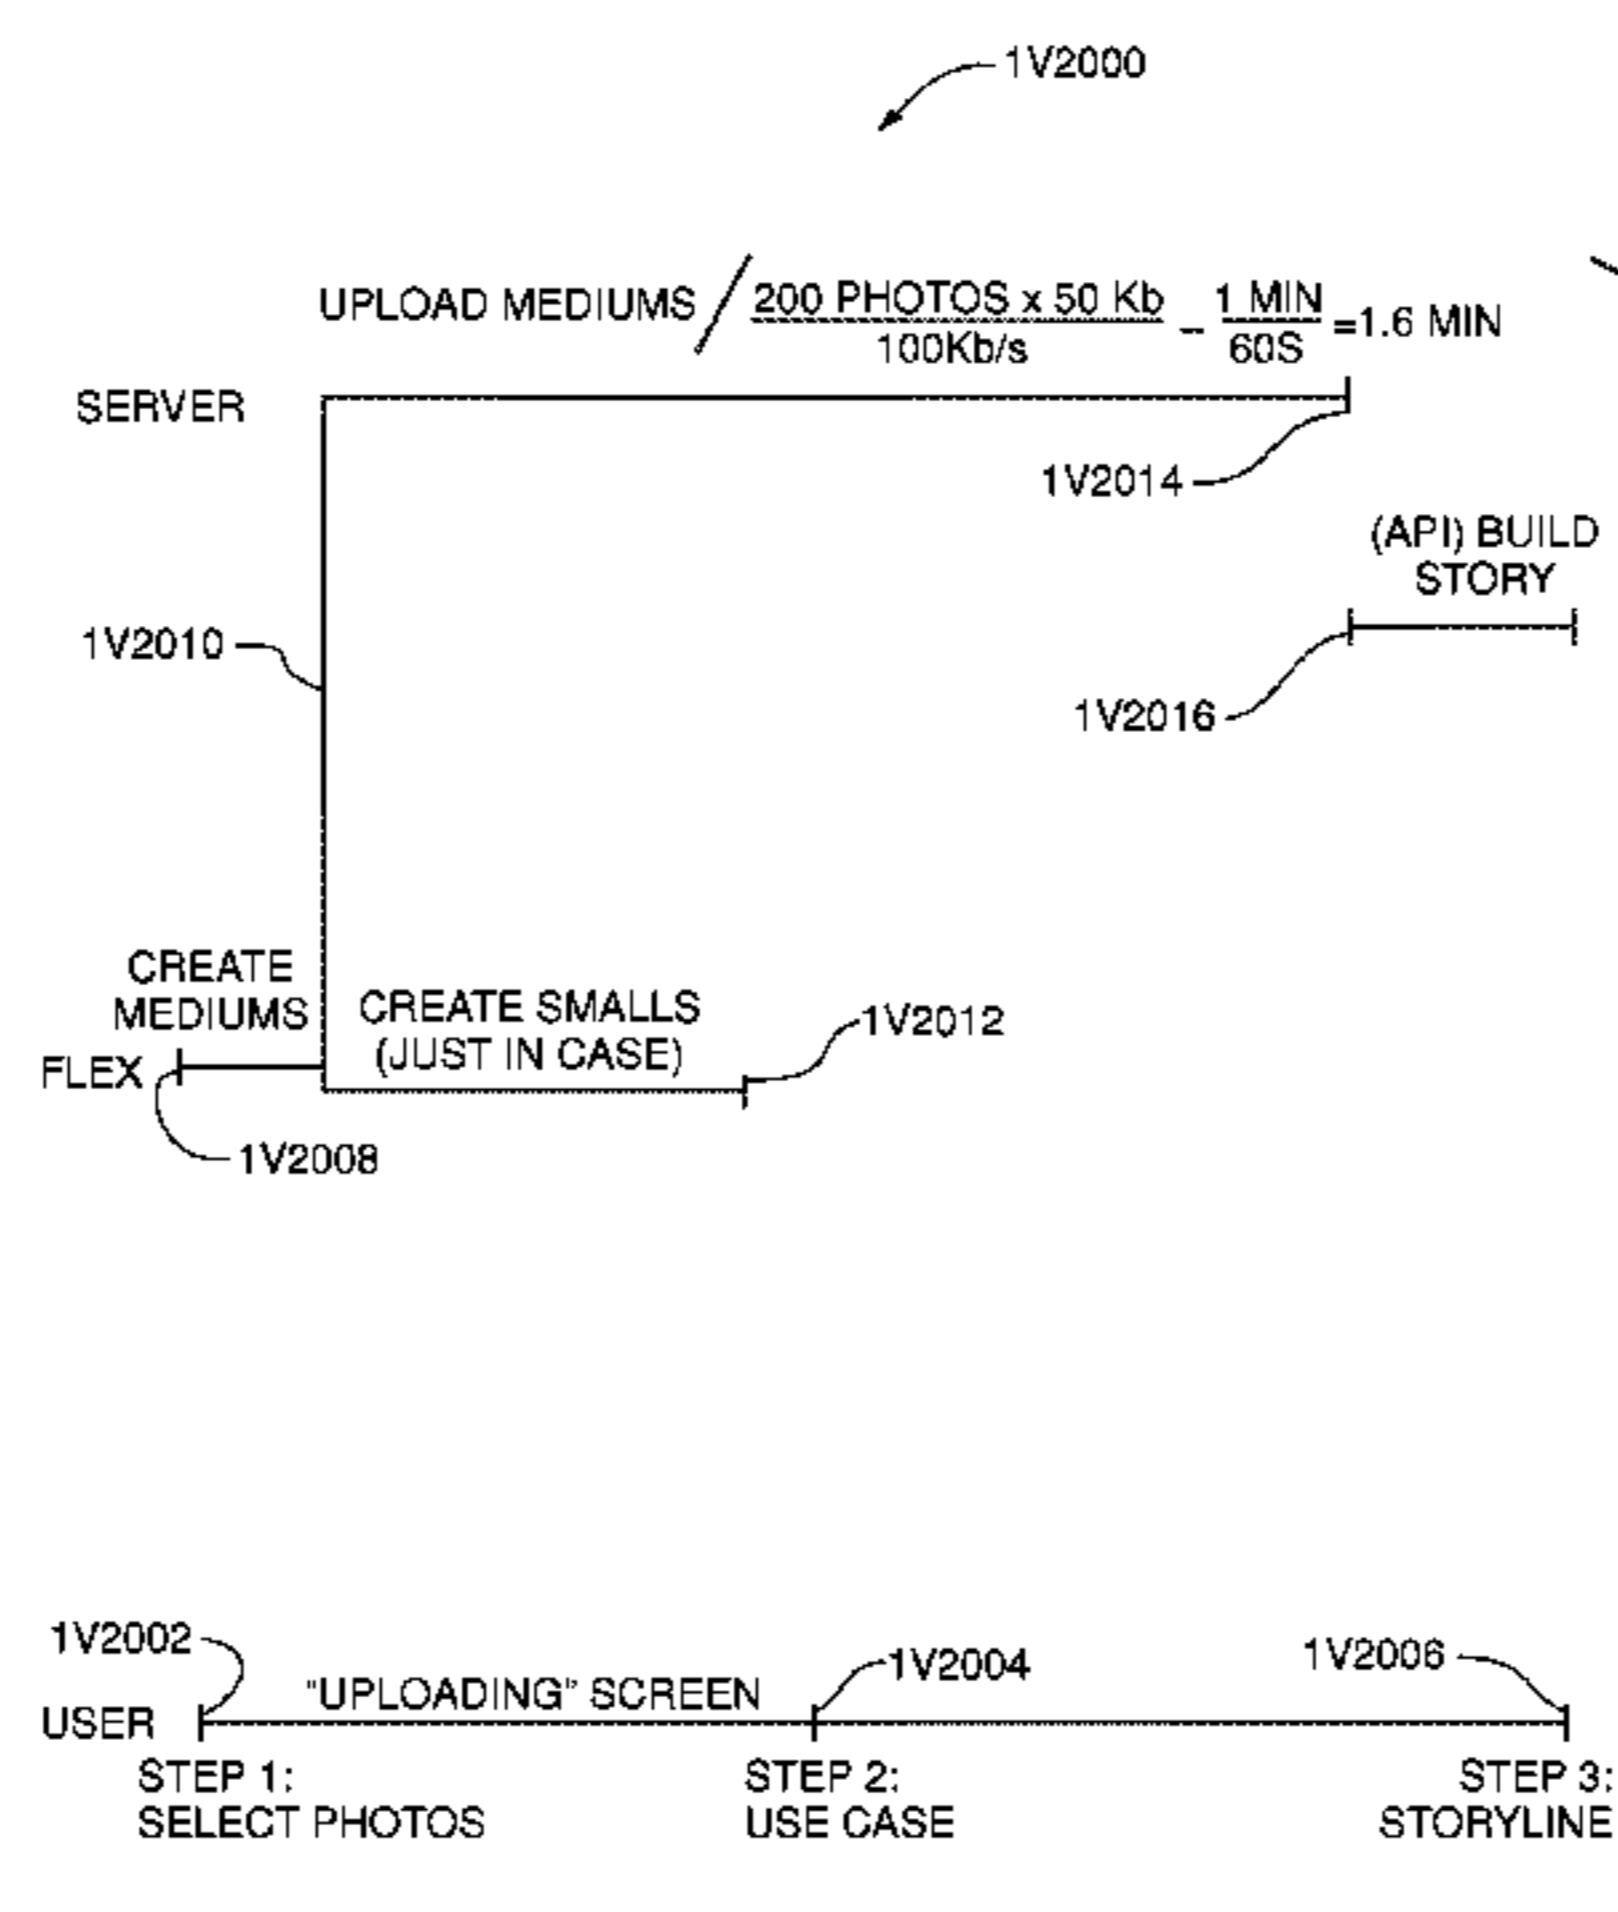 1V2000
UPLOAD MEDIUMS / 200 PHOTOS x 50 Kb – 1 MIN =1.6 MIN
100Kb/s 60S
SERVER
1V2014
(API) BUILD
STORY
1V2010
1V2016
CREATE
MEDIUMS
CREATE SMALLS
(JUST IN CASE)
1V2012
FLEX
1V2008
1V2002
1V2004
1V2006
"UPLOADING" SCREEN
USER
STEP 1:
SELECT PHOTOS
STEP 2:
USE CASE
STEP 3:
STORYLINE